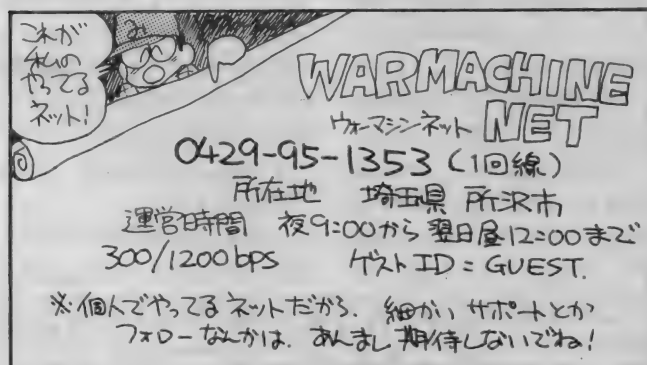 これが
私の
やってる
ネット!
WARMACHINE
ウォーマシンネット NET
0429-95-1353 (1回線)
所在地 埼玉県 所沢市
運営時間 夜9:00から 翌日昼12:00まで
300/1200bps ゲストID=GUEST.
※個人でやってるネットだから. 細かい サポートとか
フォローなんかは. あんまし期待しないでね!